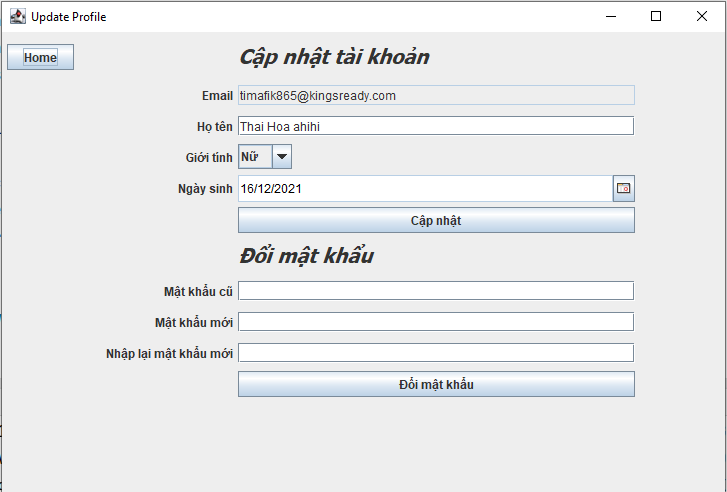 Update Profile
Home
Cập nhật tài khoản
Email timafik865@kingsready.com
Họ tên Thai Hoa ahihi
Giới tính Nữ
Ngày sinh 16/12/2021
Cập nhật
Đổi mật khẩu
Mật khẩu cũ
Mật khẩu mới
Nhập lại mật khẩu mới
Đổi mật khẩu